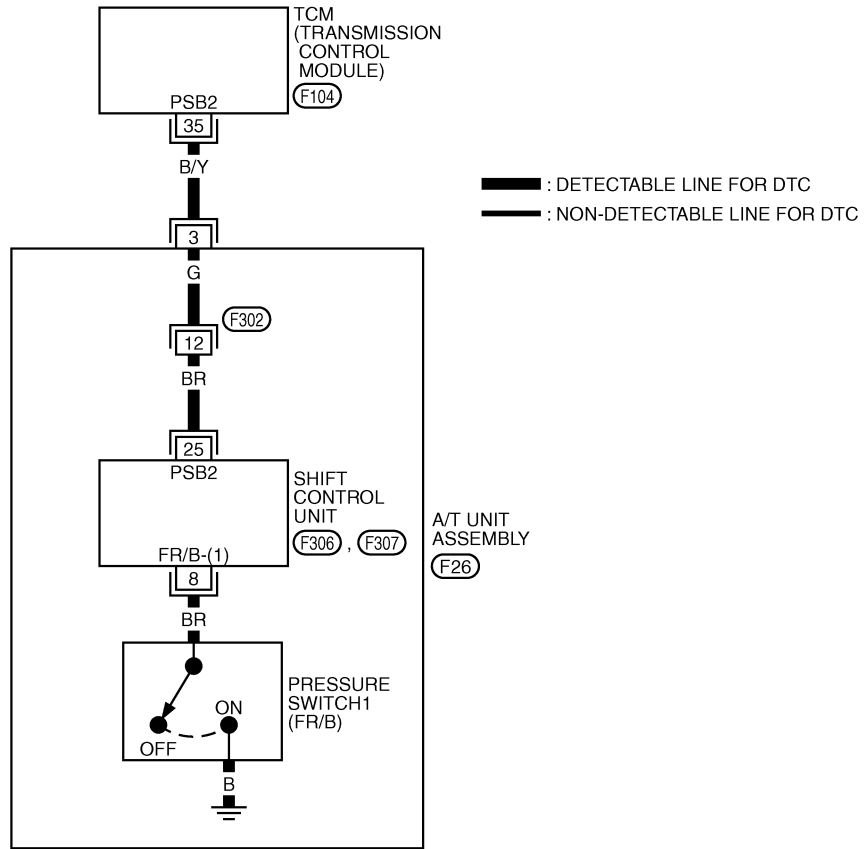 TCM
(TRANSMISSION
CONTROL
MODULE)
F104
PSB2
35
B/Y
: DETECTABLE LINE FOR DTC
: NON-DETECTABLE LINE FOR DTC
3
G
F302
12
BR
25
PSB2
SHIFT
CONTROL
UNIT
F306 , F307
A/T UNIT
ASSEMBLY
F26
FR/B-(1)
8
BR
PRESSURE
SWITCH1
(FR/B)
ON
OFF
B